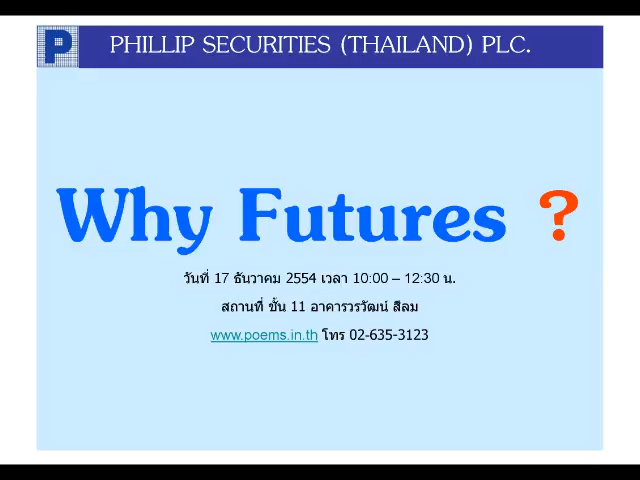 P
PHILLIP SECURITIES (THAILAND) PLC.
Why Futures ?
วันที่ 17 ธันวาคม 2554 เวลา 10:00 – 12:30 น.
สถานที่ ชั้น 11 อาคารวรวัฒน์ สีลม
www.poems.in.th โทร 02-635-3123